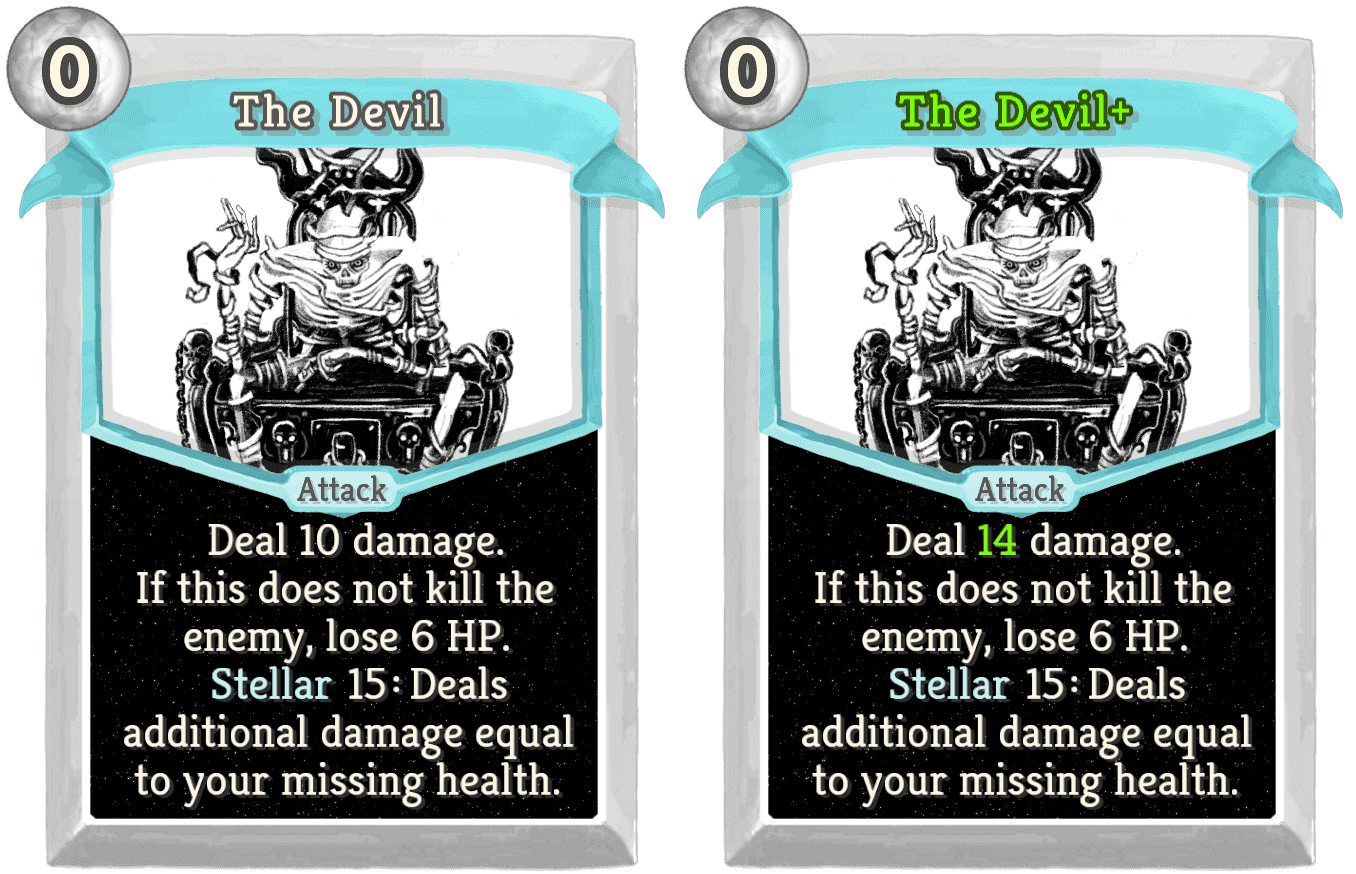 0
The Devil
Attack
Deal 10 damage.
If this does not kill the
enemy, lose 6 HP.
Stellar 15: Deals
additional damage equal
to your missing health.
0
The Devil+
Attack
Deal 14 damage.
If this does not kill the
enemy, lose 6 HP.
Stellar 15: Deals
additional damage equal
to your missing health.